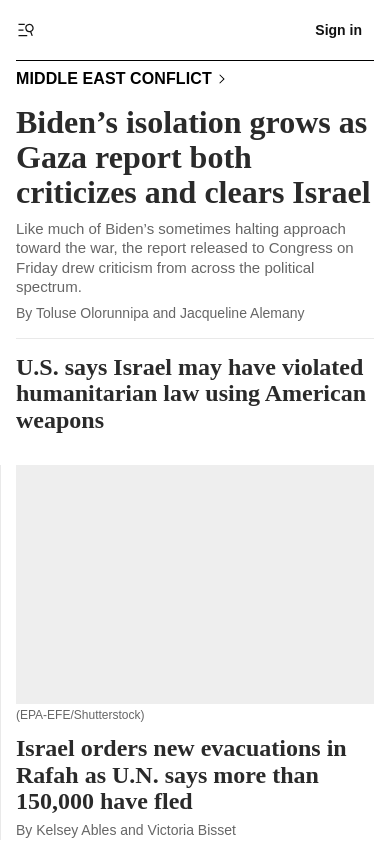 Sign in
MIDDLE EAST CONFLICT
Biden’s isolation grows as
Gaza report both
criticizes and clears Israel
Like much of Biden’s sometimes halting approach
toward the war, the report released to Congress on
Friday drew criticism from across the political
spectrum.
By Toluse Olorunnipa and Jacqueline Alemany
U.S. says Israel may have violated
humanitarian law using American
weapons
(EPA-EFE/Shutterstock)
Israel orders new evacuations in
Rafah as U.N. says more than
150,000 have fled
By Kelsey Ables and Victoria Bisset